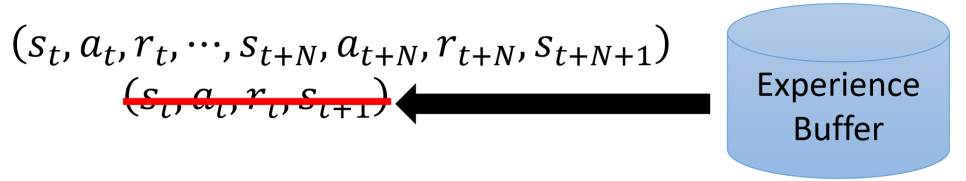 (s_t, a_t, r_t, ⋯, s_{t+N}, a_{t+N}, r_{t+N}, s_{t+N+1})
(s_t, a_t, r_t, s_{t+1})
Experience
Buffer